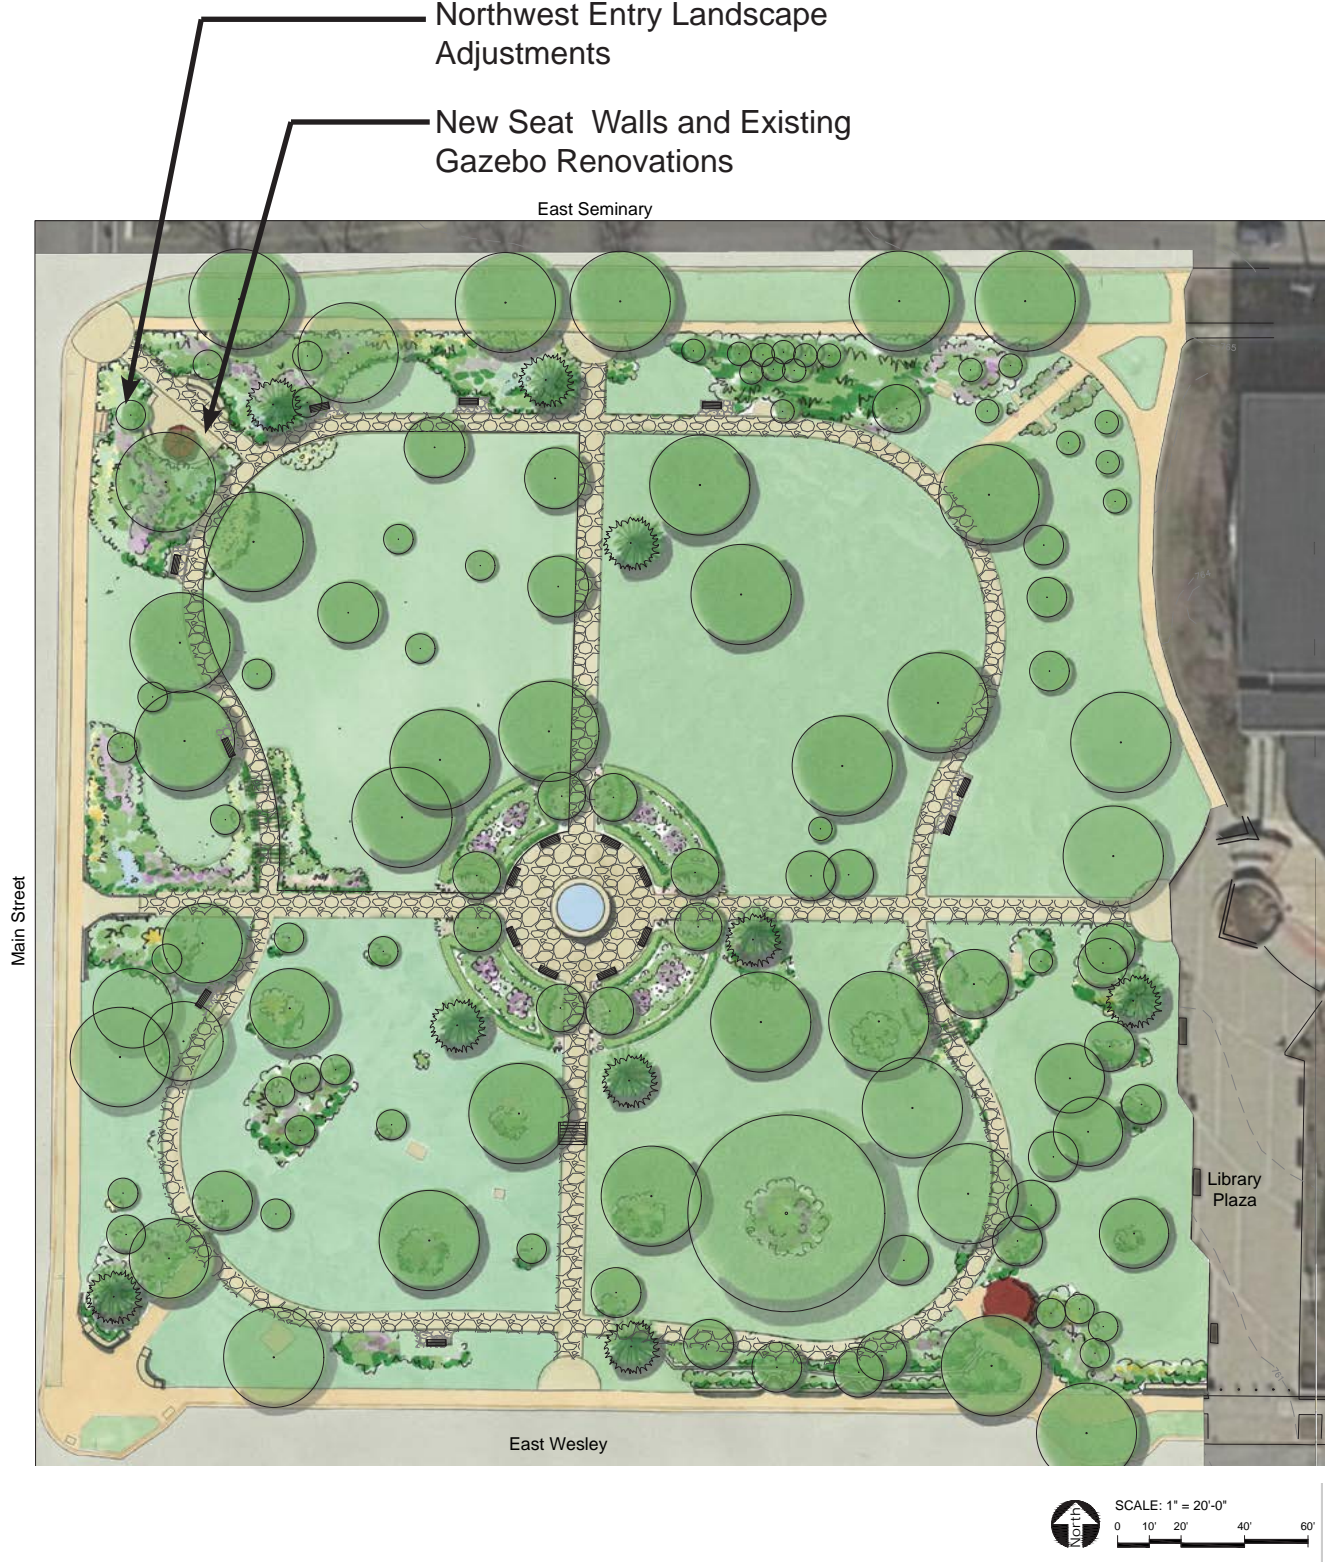 Northwest Entry Landscape
Adjustments
New Seat Walls and Existing
Gazebo Renovations
East Seminary
Main Street
Library
Plaza
East Wesley
North
SCALE: 1" = 20'-0"
0 10' 20' 40' 60'